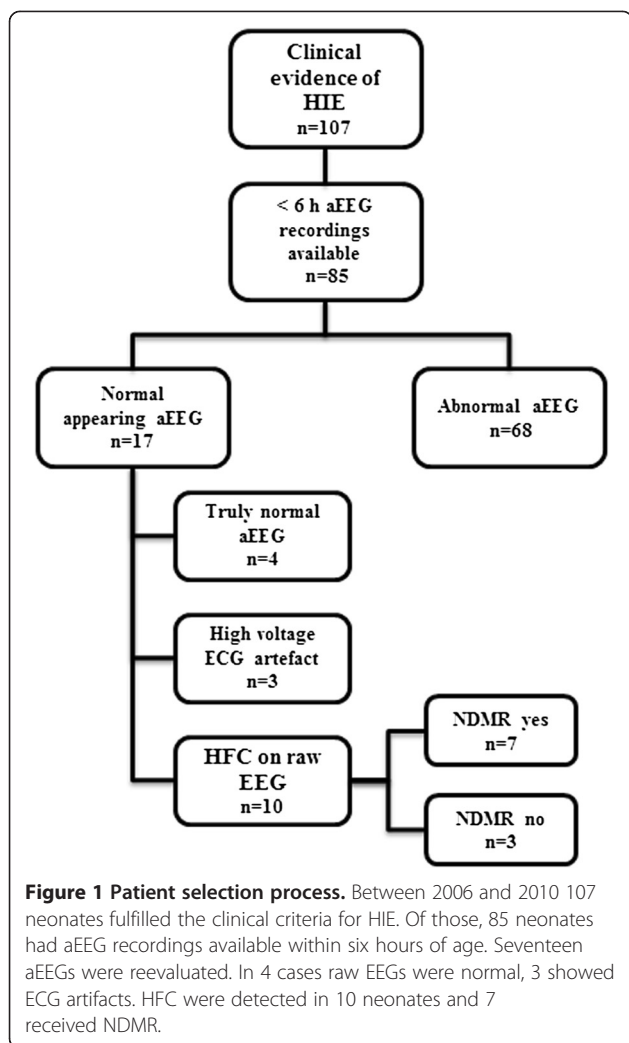 Clinical
evidence of
HIE
n=107
< 6 h aEEG
recordings
available
n=85
Normal
appearing aEEG
n=17
Abnormal aEEG
n=68
Truly normal
aEEG
n=4
High voltage
ECG artefact
n=3
HFC on raw
EEG
n=10
NDMR yes
n=7
NDMR no
n=3
Figure 1 Patient selection process. Between 2006 and 2010 107
neonates fulfilled the clinical criteria for HIE. Of those, 85 neonates
had aEEG recordings available within six hours of age. Seventeen
aEEGs were reevaluated. In 4 cases raw EEGs were normal, 3 showed
ECG artifacts. HFC were detected in 10 neonates and 7
received NDMR.